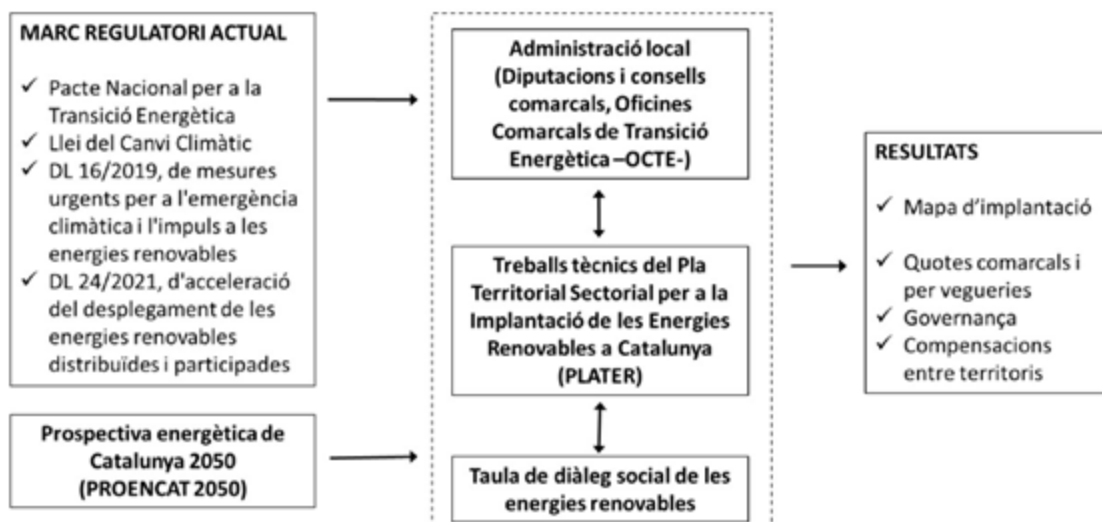 MARC REGULATORI ACTUAL
✓ Pacte Nacional per a la
Transició Energètica
✓ Llei del Canvi Climàtic
✓ DL 16/2019, de mesures
urgents per a l'emergència
climàtica i l'impuls a les
energies renovables
✓ DL 24/2021, d'acceleració
del desplegament de les
energies renovables
distribuïdes i participades
Prospectiva energètica de
Catalunya 2050
(PROENCAT 2050)
Administració local
(Diputacions i consells
comarcals, Oficines
Comarcals de Transició
Energètica –OCTE-)
Treballs tècnics del Pla
Territorial Sectorial per a la
Implantació de les Energies
Renovables a Catalunya
(PLATER)
Taula de diàleg social de les
energies renovables
RESULTATS
✓ Mapa d'implantació
✓ Quotes comarcals i
per vegueries
✓ Governança
✓ Compensacions
entre territoris